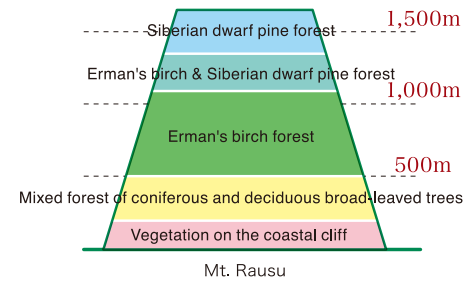 1,500m
Siberian dwarf pine forest
Erman's birch & Siberian dwarf pine forest
1,000m
Erman's birch forest
500m
Mixed forest of coniferous and deciduous broad-leaved trees
Vegetation on the coastal cliff
Mt. Rausu